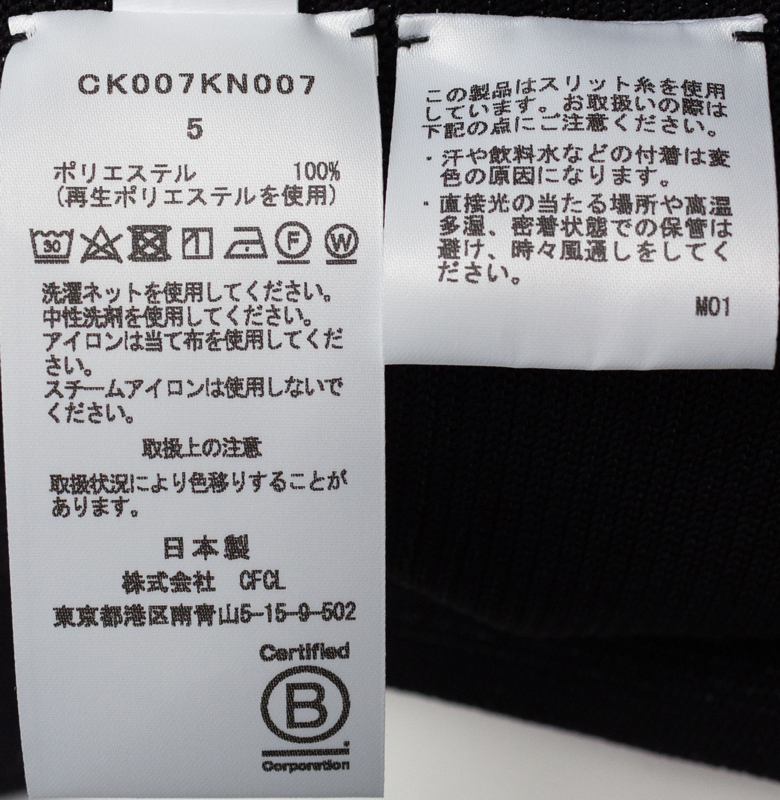 CK007KN007
5
ポリエステル 100%
(再生ポリエステルを使用)
30 F W
洗濯ネットを使用してください。
中性洗剤を使用してください。
アイロンは当て布を使用してくだ
さい。
スチームアイロンは使用しないで
ください。
取扱上の注意
取扱状況により色移りすることが
あります。
日本製
株式会社 CFCL
東京都港区南青山5-15-9-502
Certified
B
Corporation
この製品はスリット糸を使用
しています。お取扱いの際は
下記の点にご注意ください。
・汗や飲料水などの付着は変
色の原因になります。
・直接光の当たる場所や高温
多湿、密着状態での保管は
避け、時々風通しをしてく
ださい。
M01